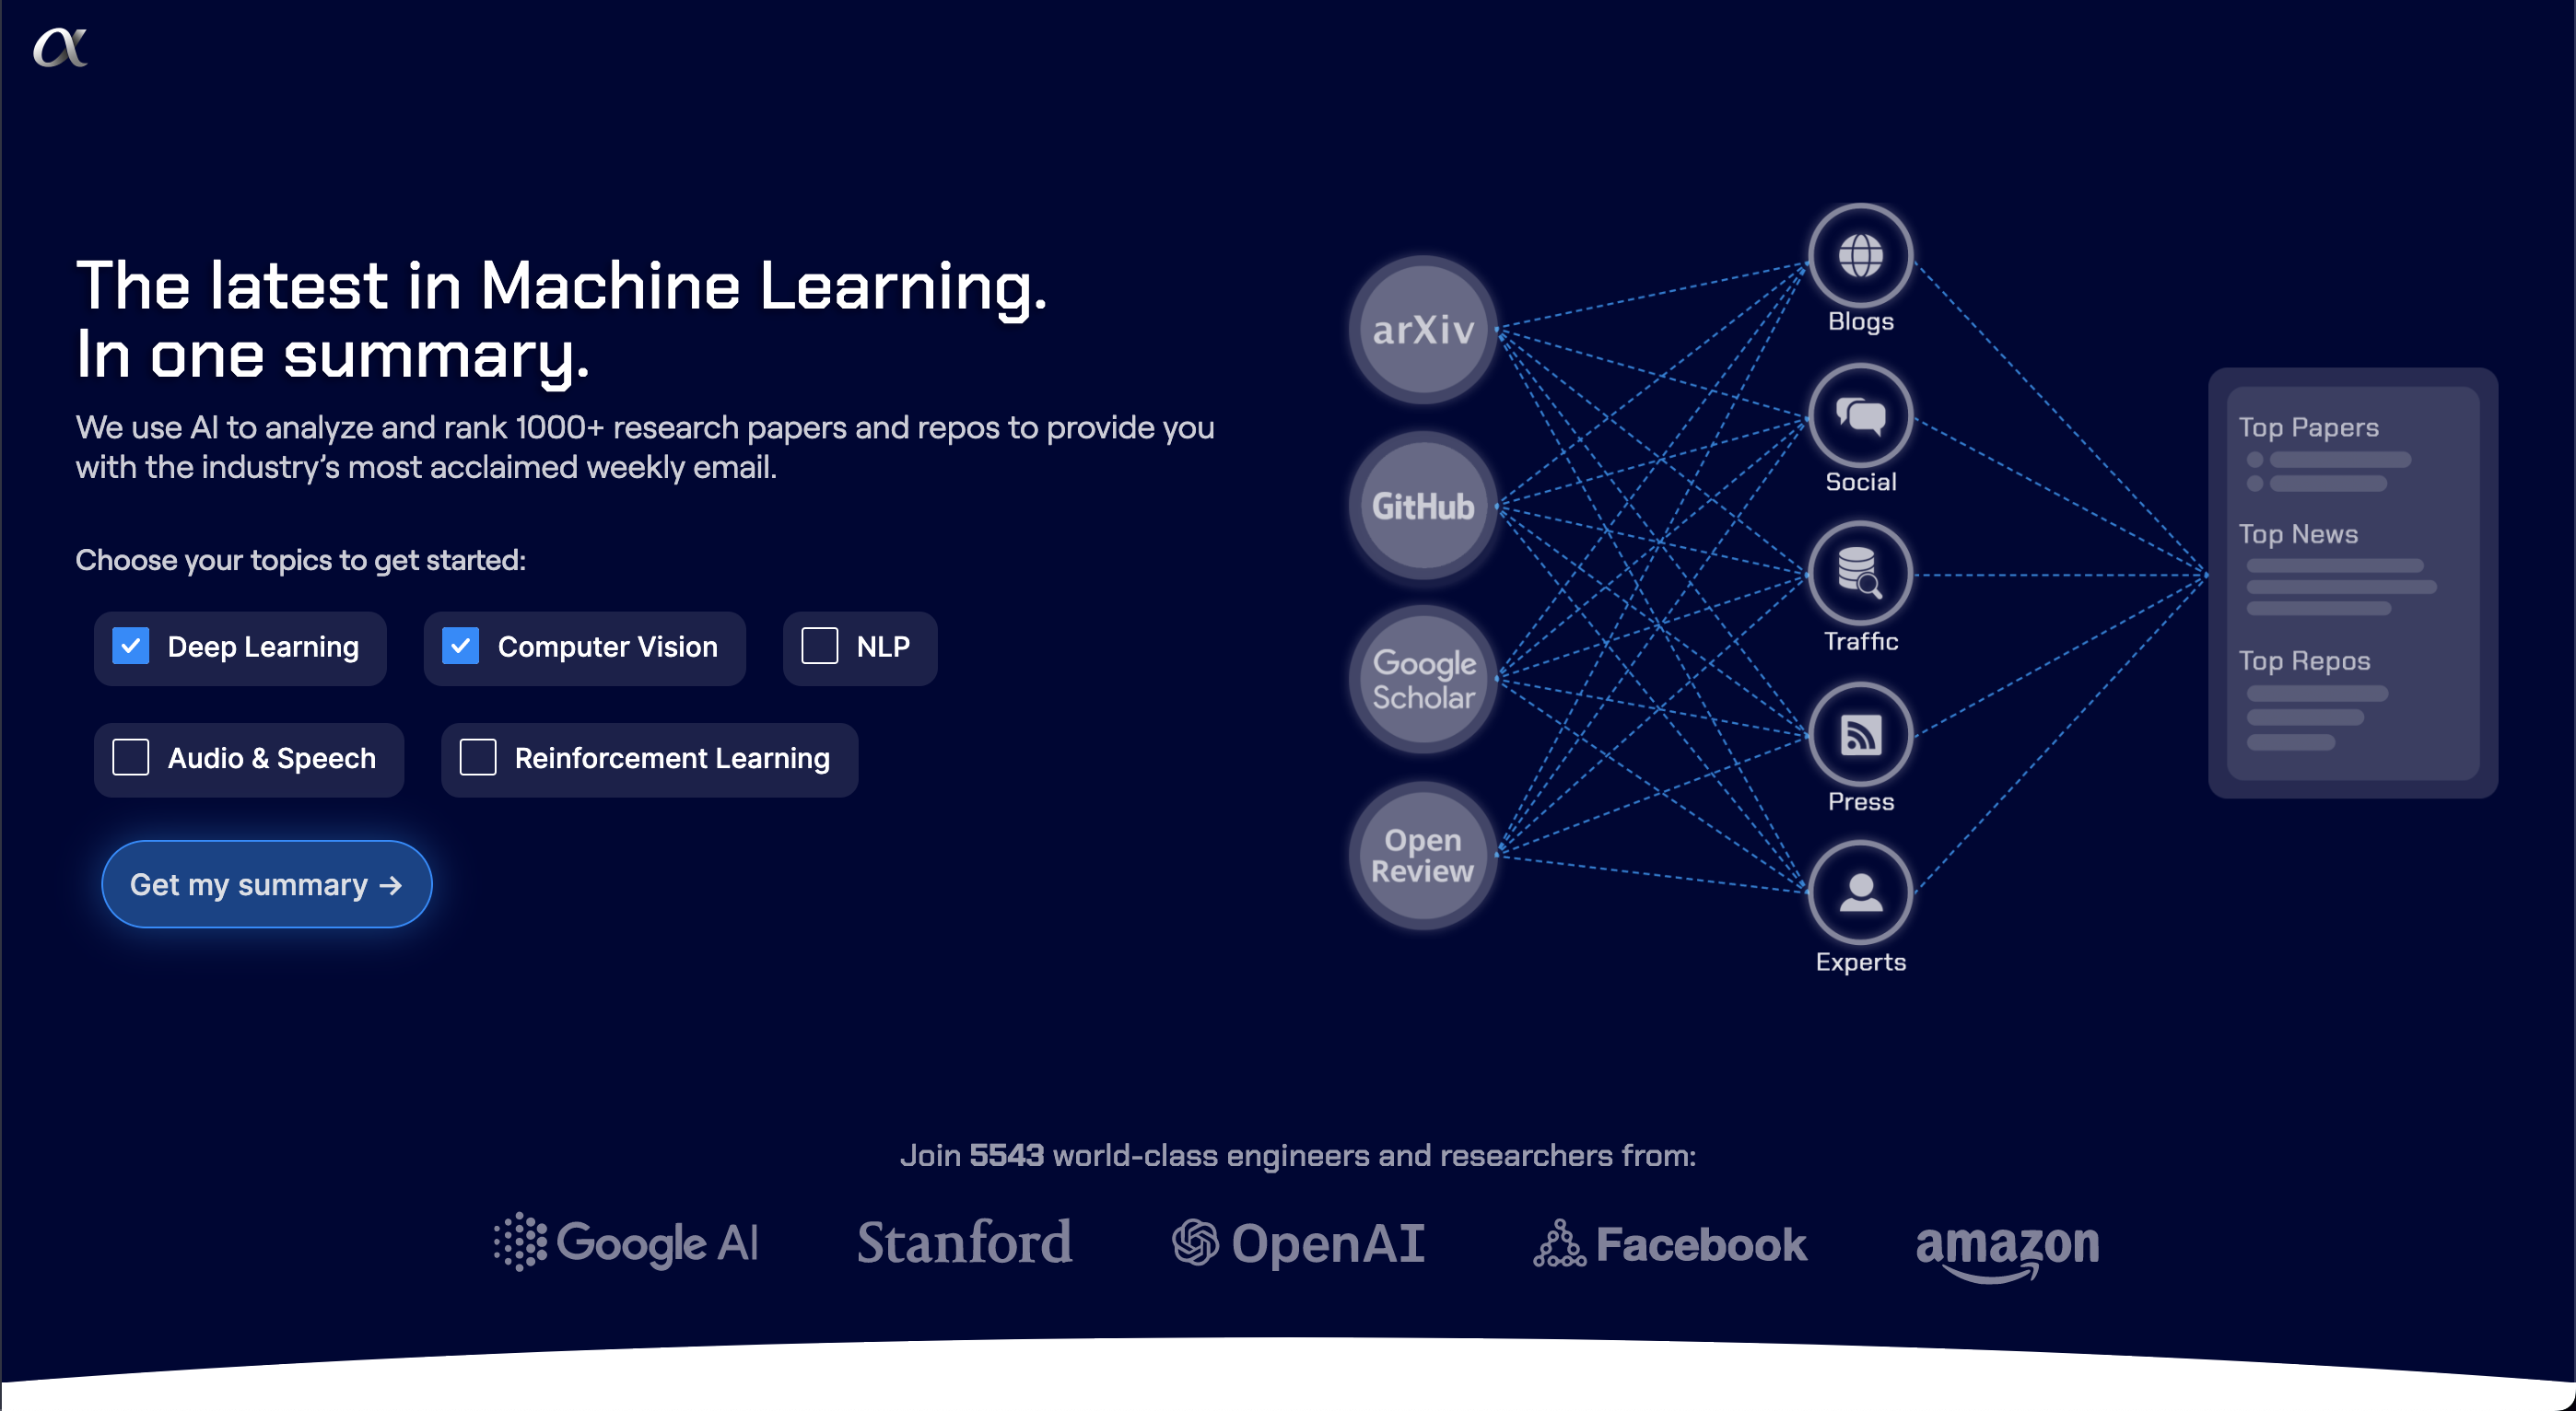 α
The latest in Machine Learning.
In one summary.
We use AI to analyze and rank 1000+ research papers and repos to provide you
with the industry’s most acclaimed weekly email.
Choose your topics to get started:
Deep Learning
Computer Vision
NLP
Audio & Speech
Reinforcement Learning
Get my summary →
arXiv
GitHub
Google
Scholar
Open
Review
Blogs
Social
Traffic
Press
Experts
Top Papers
Top News
Top Repos
Join 5543 world-class engineers and researchers from:
Google AI
Stanford
OpenAI
Facebook
amazon